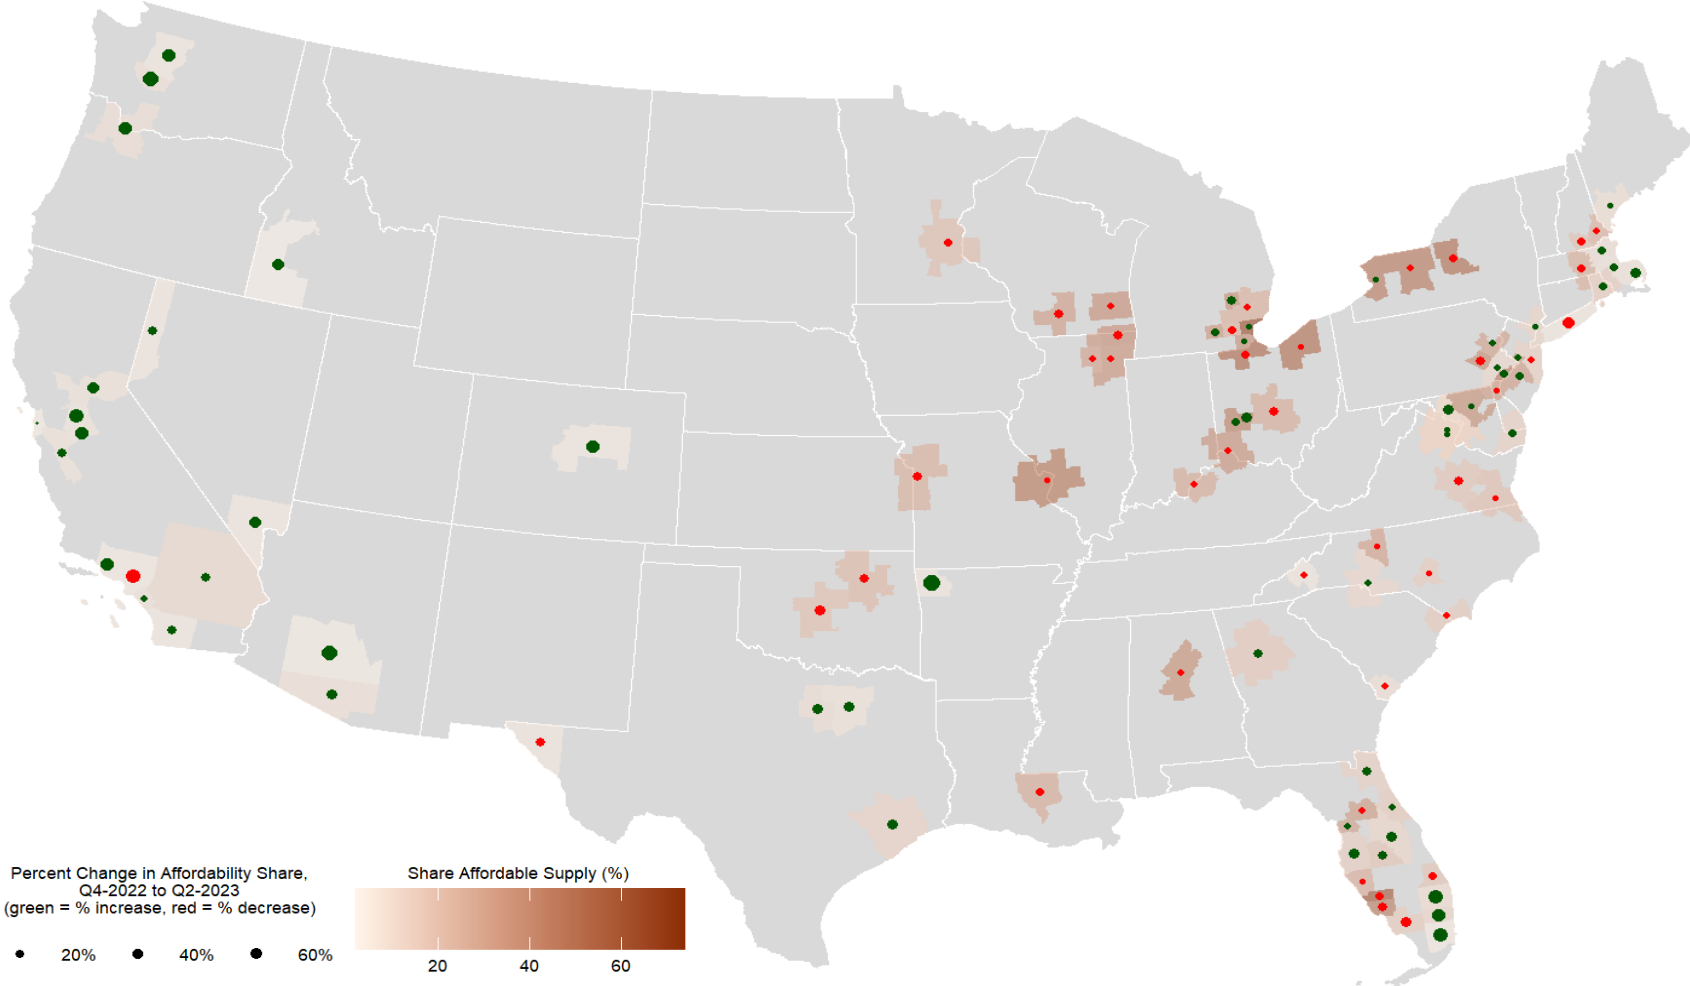 Percent Change in Affordability Share,
Q4-2022 to Q2-2023
(green = % increase, red = % decrease)
20% 40% 60%
Share Affordable Supply (%)
20 40 60